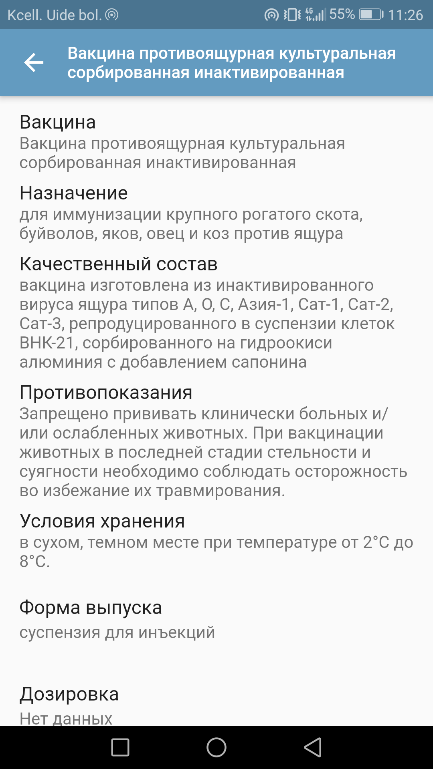 Kcell. Uide bol.
4G
55%
11:26
Вакцина противоящурная культуральная
сорбированная инактивированная
Вакцина
Вакцина противоящурная культуральная
сорбированная инактивированная
Назначение
для иммунизации крупного рогатого скота,
буйволов, яков, овец и коз против ящура
Качественный состав
вакцина изготовлена из инактивированного
вируса ящура типов А, О, С, Азия-1, Сат-1, Сат-2,
Сат-3, репродуцированного в суспензии клеток
ВНК-21, сорбированного на гидроокиси
алюминия с добавлением сапонина
Противопоказания
Запрещено прививать клинически больных и/
или ослабленных животных. При вакцинации
животных в последней стадии стельности и
суягности необходимо соблюдать осторожность
во избежание их травмирования.
Условия хранения
в сухом, темном месте при температуре от 2°С до
8°С.
Форма выпуска
суспензия для инъекций
Дозировка
Нет данных